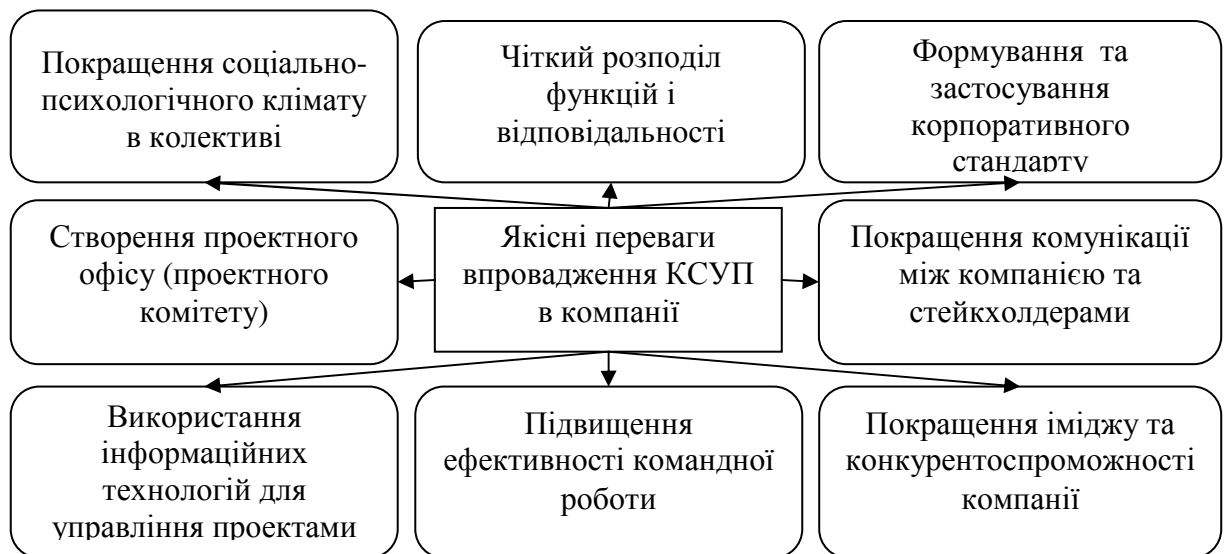 Покращення соціально-
психологічного клімату
в колективі
Чіткий розподіл
функцій і
відповідальності
Формування та
застосування
корпоративного
стандарту
Створення проектного
офісу (проектного
комітету)
Якісні переваги
впровадження КСУП
в компанії
Покращення комунікації
між компанією та
стейкхолдерами
Використання
інформаційних
технологій для
управління проектами
Підвищення
ефективності командної
роботи
Покращення іміджу та
конкурентоспроможності
компанії